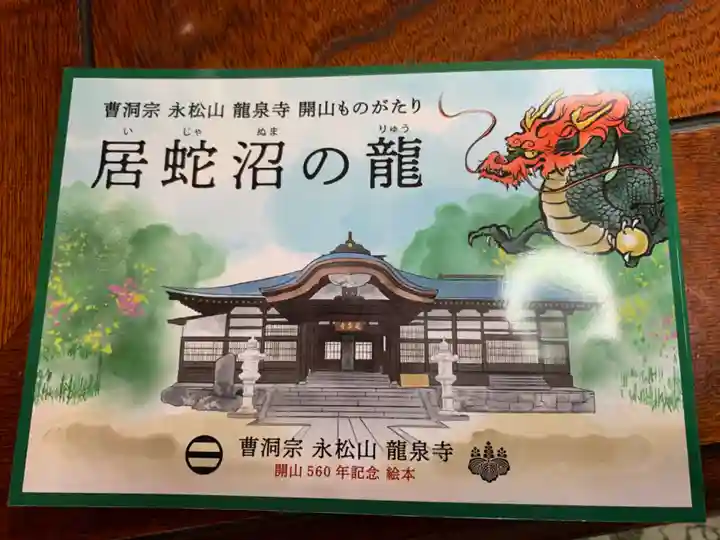 曹洞宗 永松山 龍泉寺 開山ものがたり
い じゃ ぬま りゅう
居蛇沼の龍
曹洞宗 永松山 龍泉寺
開山560年記念 絵本